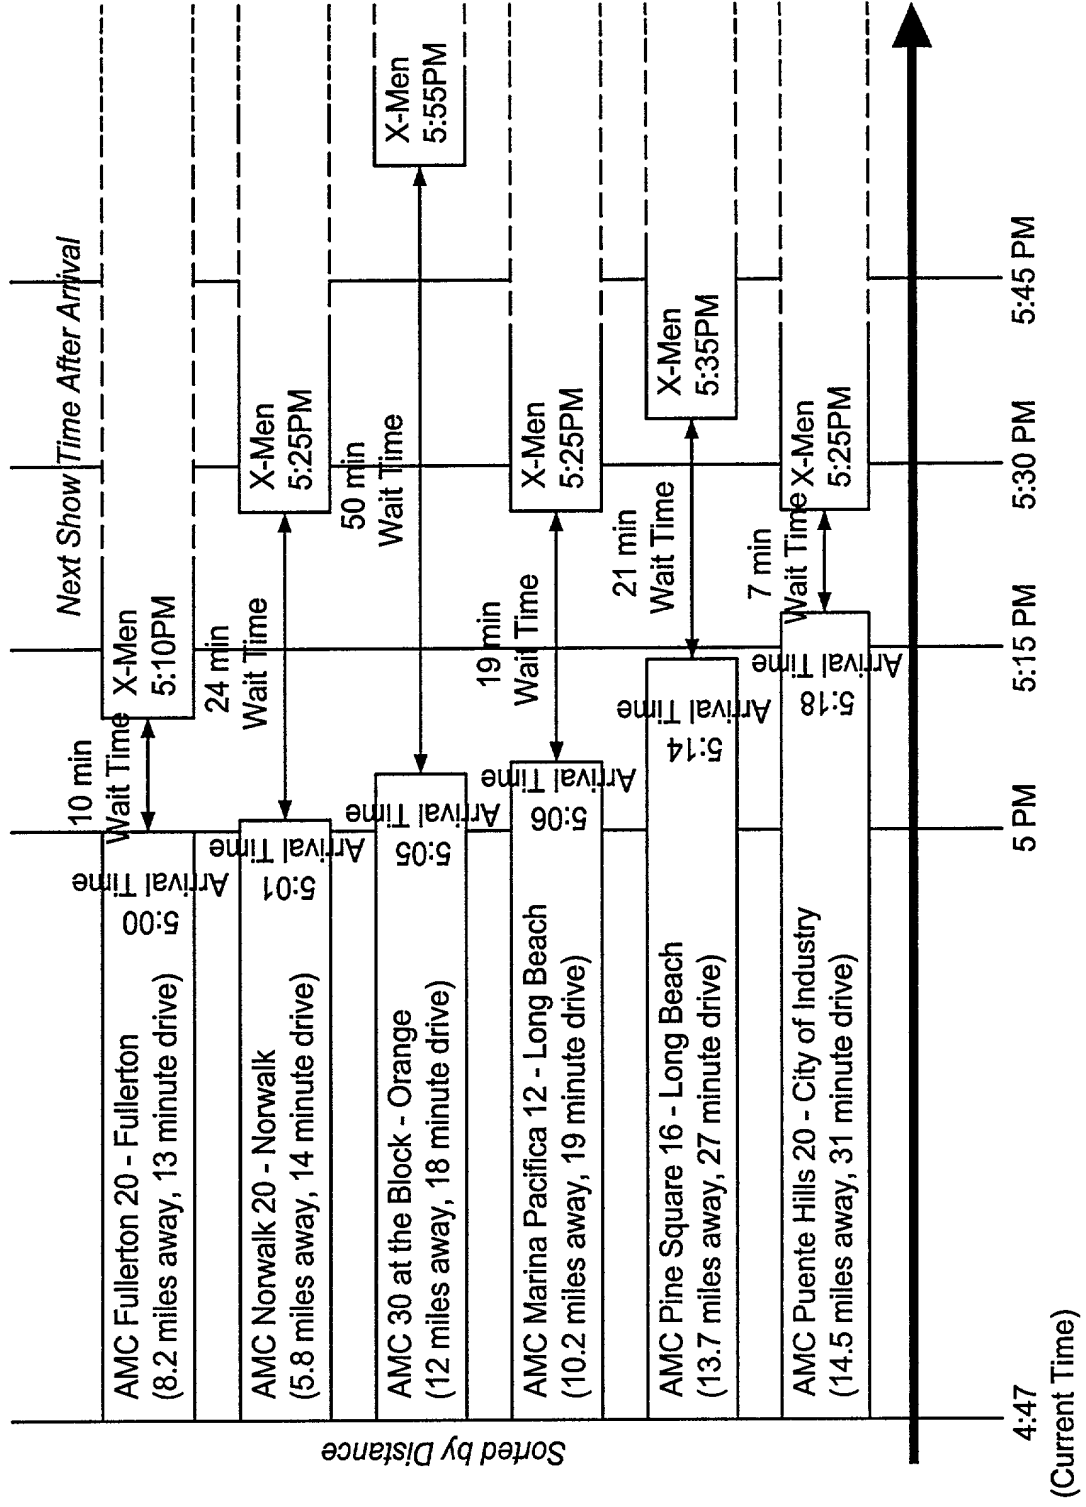 Next Show Time After Arrival
Sorted by Distance
AMC Fullerton 20 - Fullerton
(8.2 miles away, 13 minute drive)
Arrival Time
5:00
10 min
Wait Time
X-Men
5:10PM
AMC Norwalk 20 - Norwalk
(5.8 miles away, 14 minute drive)
Arrival Time
5:01
24 min
Wait Time
X-Men
5:25PM
AMC 30 at the Block - Orange
(12 miles away, 18 minute drive)
Arrival Time
5:05
50 min
Wait Time
X-Men
5:55PM
AMC Marina Pacifica 12 - Long Beach
(10.2 miles away, 19 minute drive)
Arrival Time
5:06
19 min
Wait Time
X-Men
5:25PM
AMC Pine Square 16 - Long Beach
(13.7 miles away, 27 minute drive)
Arrival Time
5:14
21 min
Wait Time
X-Men
5:35PM
AMC Puente Hills 20 - City of Industry
(14.5 miles away, 31 minute drive)
Arrival Time
5:18
7 min
Wait Time
X-Men
5:25PM
4:47
(Current Time)
5 PM
5:15 PM
5:30 PM
5:45 PM